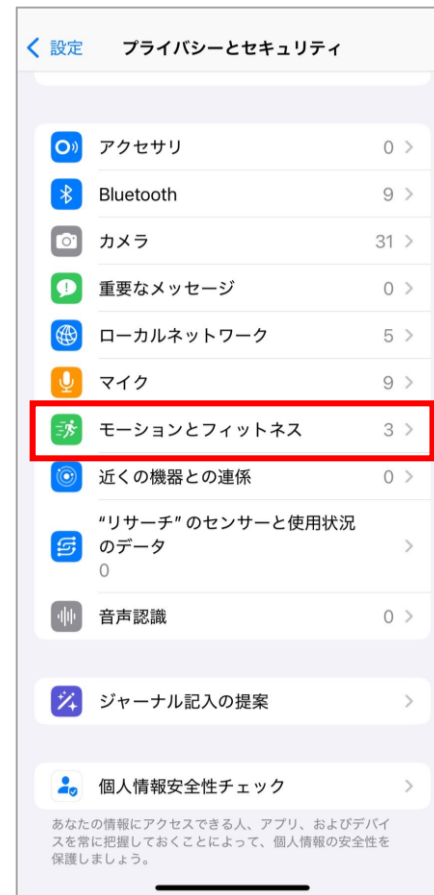 設定 プライバシーとセキュリティ
アクセサリ 0
Bluetooth 9
カメラ 31
重要なメッセージ 0
ローカルネットワーク 5
マイク 9
モーションとフィットネス 3
近くの機器との連係 0
“リサーチ” のセンサーと使用状況
のデータ
0
音声認識 0
ジャーナル記入の提案
個人情報安全性チェック
あなたの情報にアクセスできる人、アプリ、およびデバイ
スを常に把握しておくことによって、個人情報の安全性を
保護しましょう。